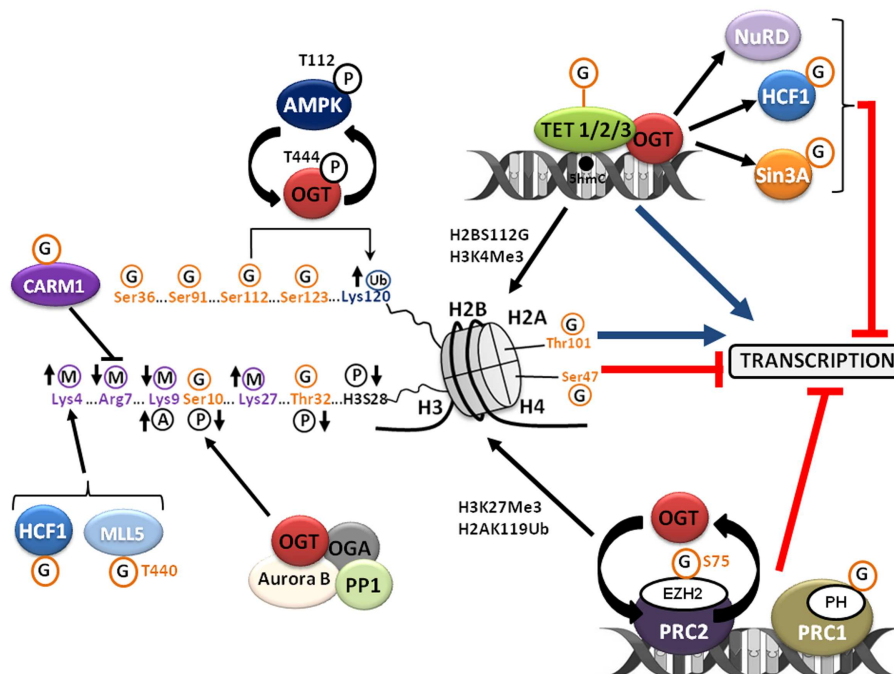 NuRD
T112
P
AMPK
G
G
HCF1
TET 1/2/3
OGT
T444
P
OGT
5hmC
G
Sin3A
H2BS112G
H3K4Me3
G
CARM1
G G G G Ub
Ser36...Ser91...Ser112...Ser123...Lys120
H2B
H2A
G
Thr101
TRANSCRIPTION
Ser47
G
M M M G M G P
Lys4...Arg7...Lys9 Ser10...Lys27...Thr32...H3S28
A P P
H3
H4
H3K27Me3
H2AK119Ub
HCF1
MLL5
G
G T440
OGT
OGA
Aurora B
PP1
OGT
G S75
EZH2
PRC2
G
PH
PRC1